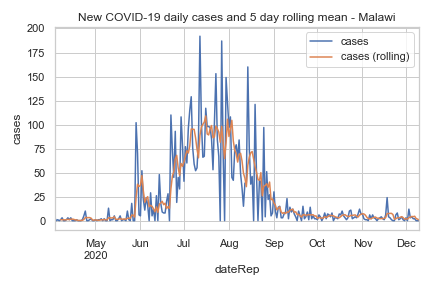 New COVID-19 daily cases and 5 day rolling mean - Malawi
cases
cases (rolling)
200
175
150
125
100
75
50
25
0
cases
May Jun Jul Aug Sep Oct Nov Dec
2020
dateRep